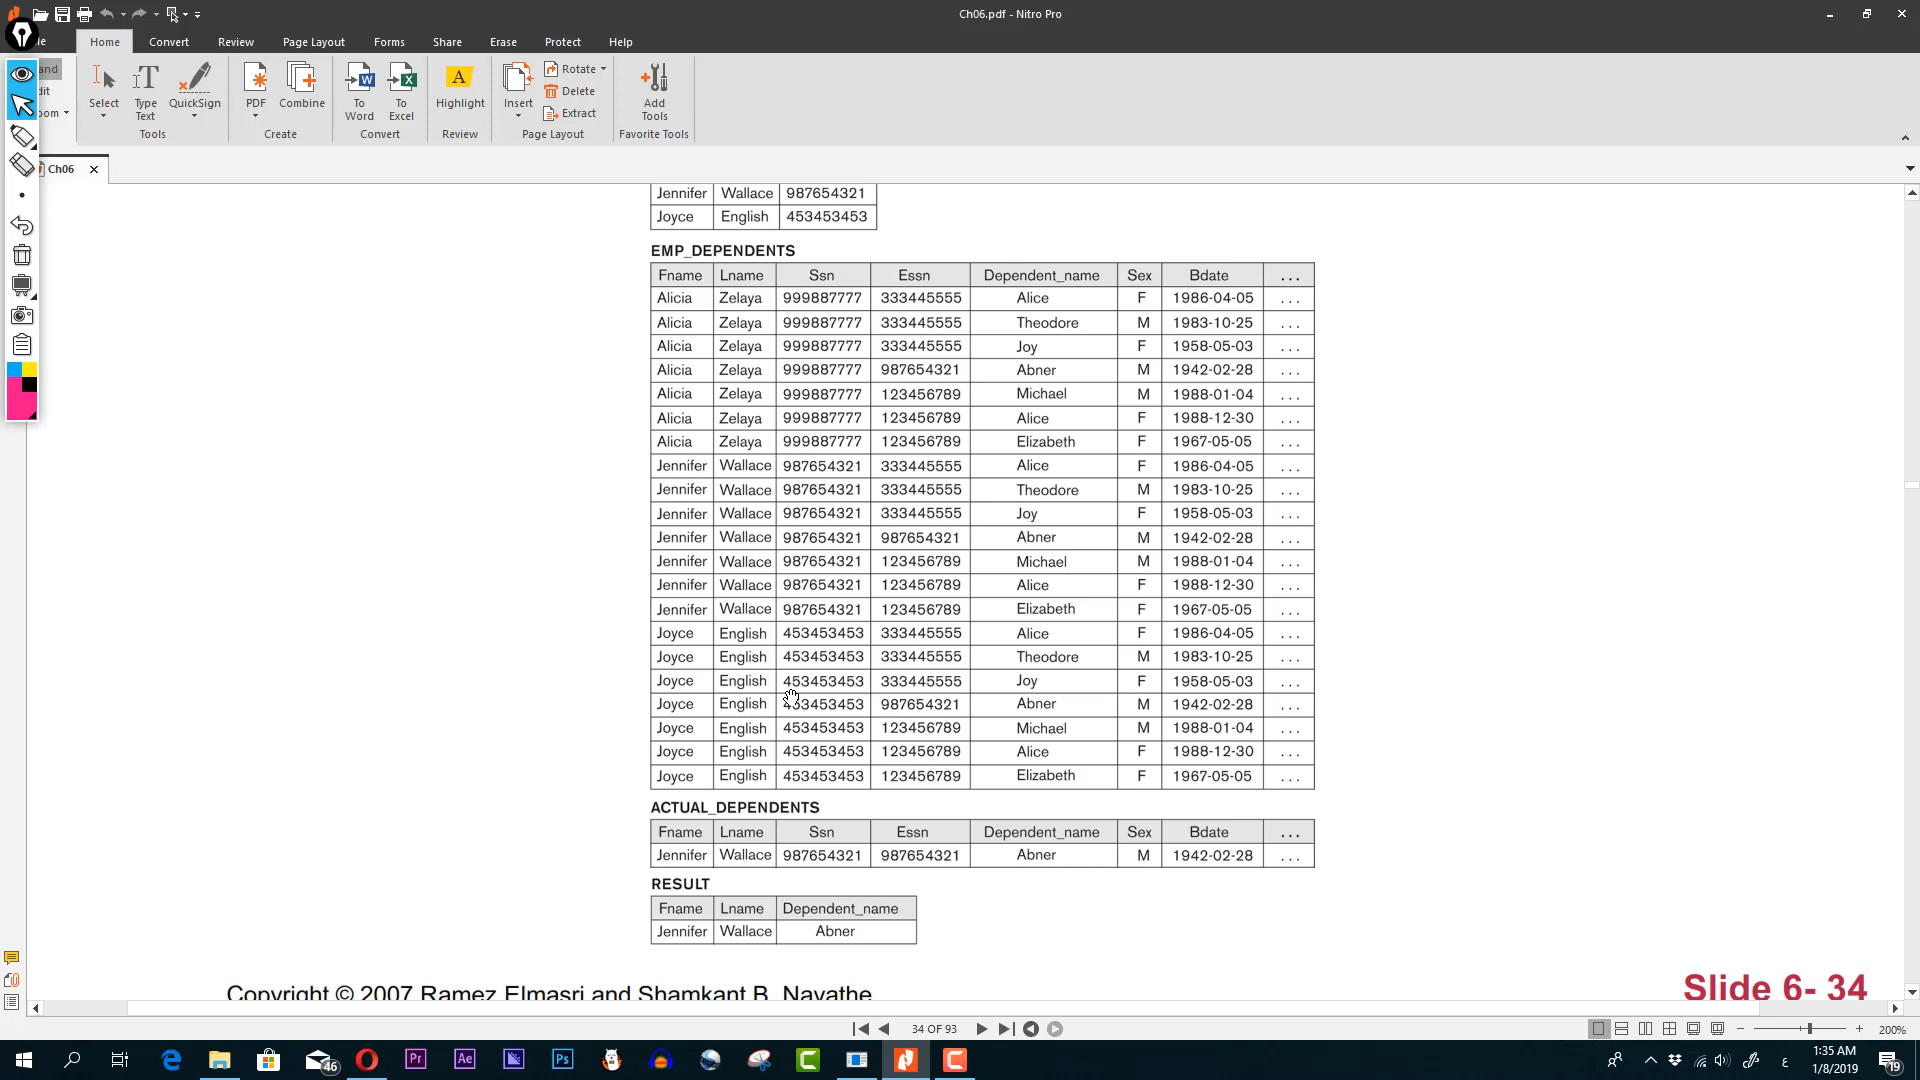 Ch06.pdf - Nitro Pro
Home Convert Review Page Layout Forms Share Erase Protect Help
Select
Type Text
QuickSign
Tools
PDF
Combine
Create
To Word
To Excel
Convert
Highlight
Review
Insert
Rotate
Delete
Extract
Page Layout
Add Tools
Favorite Tools
Ch06
Jennifer Wallace 987654321
Joyce English 453453453
EMP_DEPENDENTS
Fname Lname Ssn Essn Dependent_name Sex Bdate ...
Alicia Zelaya 999887777 333445555 Alice F 1986-04-05 ...
Alicia Zelaya 999887777 333445555 Theodore M 1983-10-25 ...
Alicia Zelaya 999887777 333445555 Joy F 1958-05-03 ...
Alicia Zelaya 999887777 987654321 Abner M 1942-02-28 ...
Alicia Zelaya 999887777 123456789 Michael M 1988-01-04 ...
Alicia Zelaya 999887777 123456789 Alice F 1988-12-30 ...
Alicia Zelaya 999887777 123456789 Elizabeth F 1967-05-05 ...
Jennifer Wallace 987654321 333445555 Alice F 1986-04-05 ...
Jennifer Wallace 987654321 333445555 Theodore M 1983-10-25 ...
Jennifer Wallace 987654321 333445555 Joy F 1958-05-03 ...
Jennifer Wallace 987654321 987654321 Abner M 1942-02-28 ...
Jennifer Wallace 987654321 123456789 Michael M 1988-01-04 ...
Jennifer Wallace 987654321 123456789 Alice F 1988-12-30 ...
Jennifer Wallace 987654321 123456789 Elizabeth F 1967-05-05 ...
Joyce English 453453453 333445555 Alice F 1986-04-05 ...
Joyce English 453453453 333445555 Theodore M 1983-10-25 ...
Joyce English 453453453 333445555 Joy F 1958-05-03 ...
Joyce English 453453453 987654321 Abner M 1942-02-28 ...
Joyce English 453453453 123456789 Michael M 1988-01-04 ...
Joyce English 453453453 123456789 Alice F 1988-12-30 ...
Joyce English 453453453 123456789 Elizabeth F 1967-05-05 ...
ACTUAL_DEPENDENTS
Fname Lname Ssn Essn Dependent_name Sex Bdate ...
Jennifer Wallace 987654321 987654321 Abner M 1942-02-28 ...
RESULT
Fname Lname Dependent_name
Jennifer Wallace Abner
Copyright © 2007 Ramez Elmasri and Shamkant B. Navathe
Slide 6- 34
34 OF 93
200%
46
Pr
Ae
Ps
ع
1:35 AM
1/8/2019
19